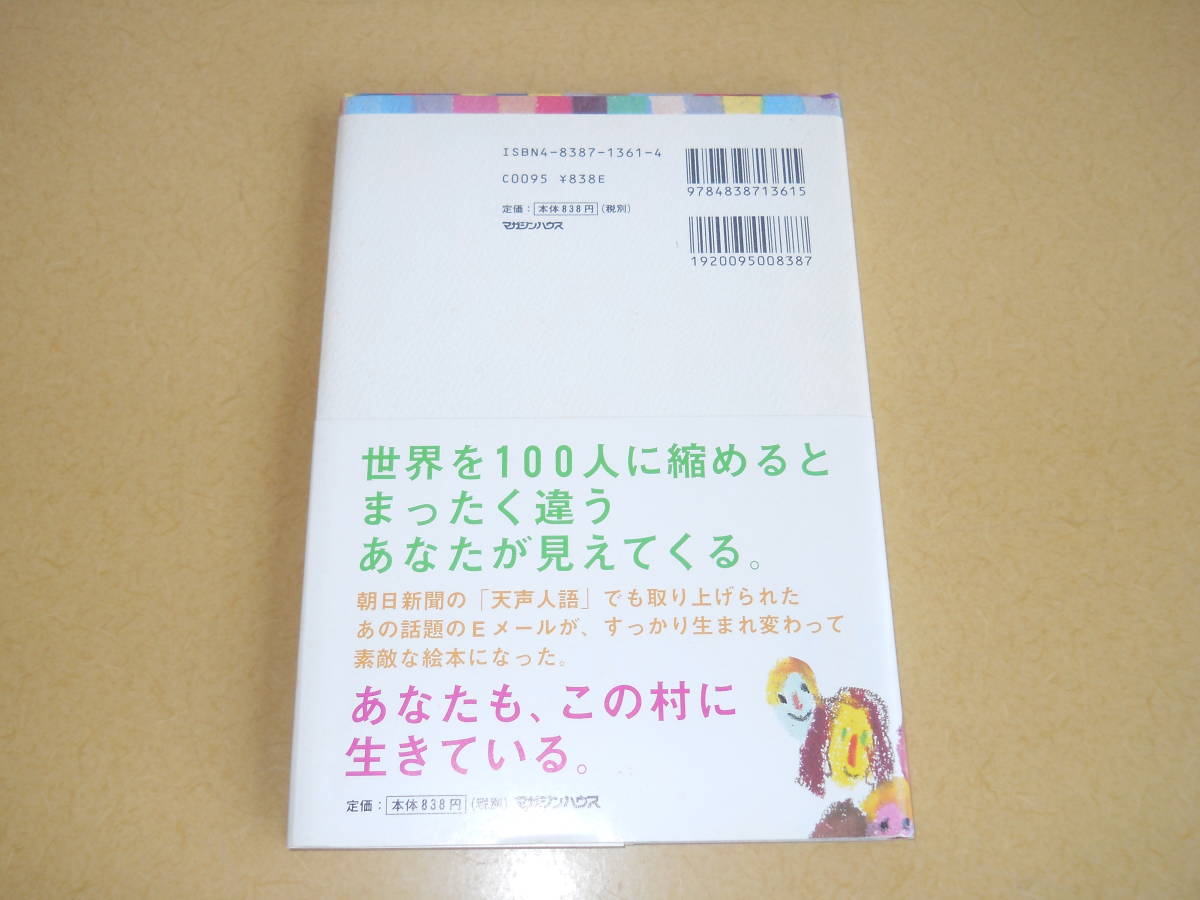 ISBN4-8387-1361-4
C0095 ¥838E
定価：本体838円(税別)
マガジンハウス
9784838713615
1920095008387
世界を100人に縮めると
まったく違う
あなたが見えてくる。
朝日新聞の「天声人語」でも取り上げられた
あの話題のEメールが、すっかり生まれ変わって
素敵な絵本になった。
あなたも、この村に
生きている。
定価：本体838円(税別) マガジンハウス